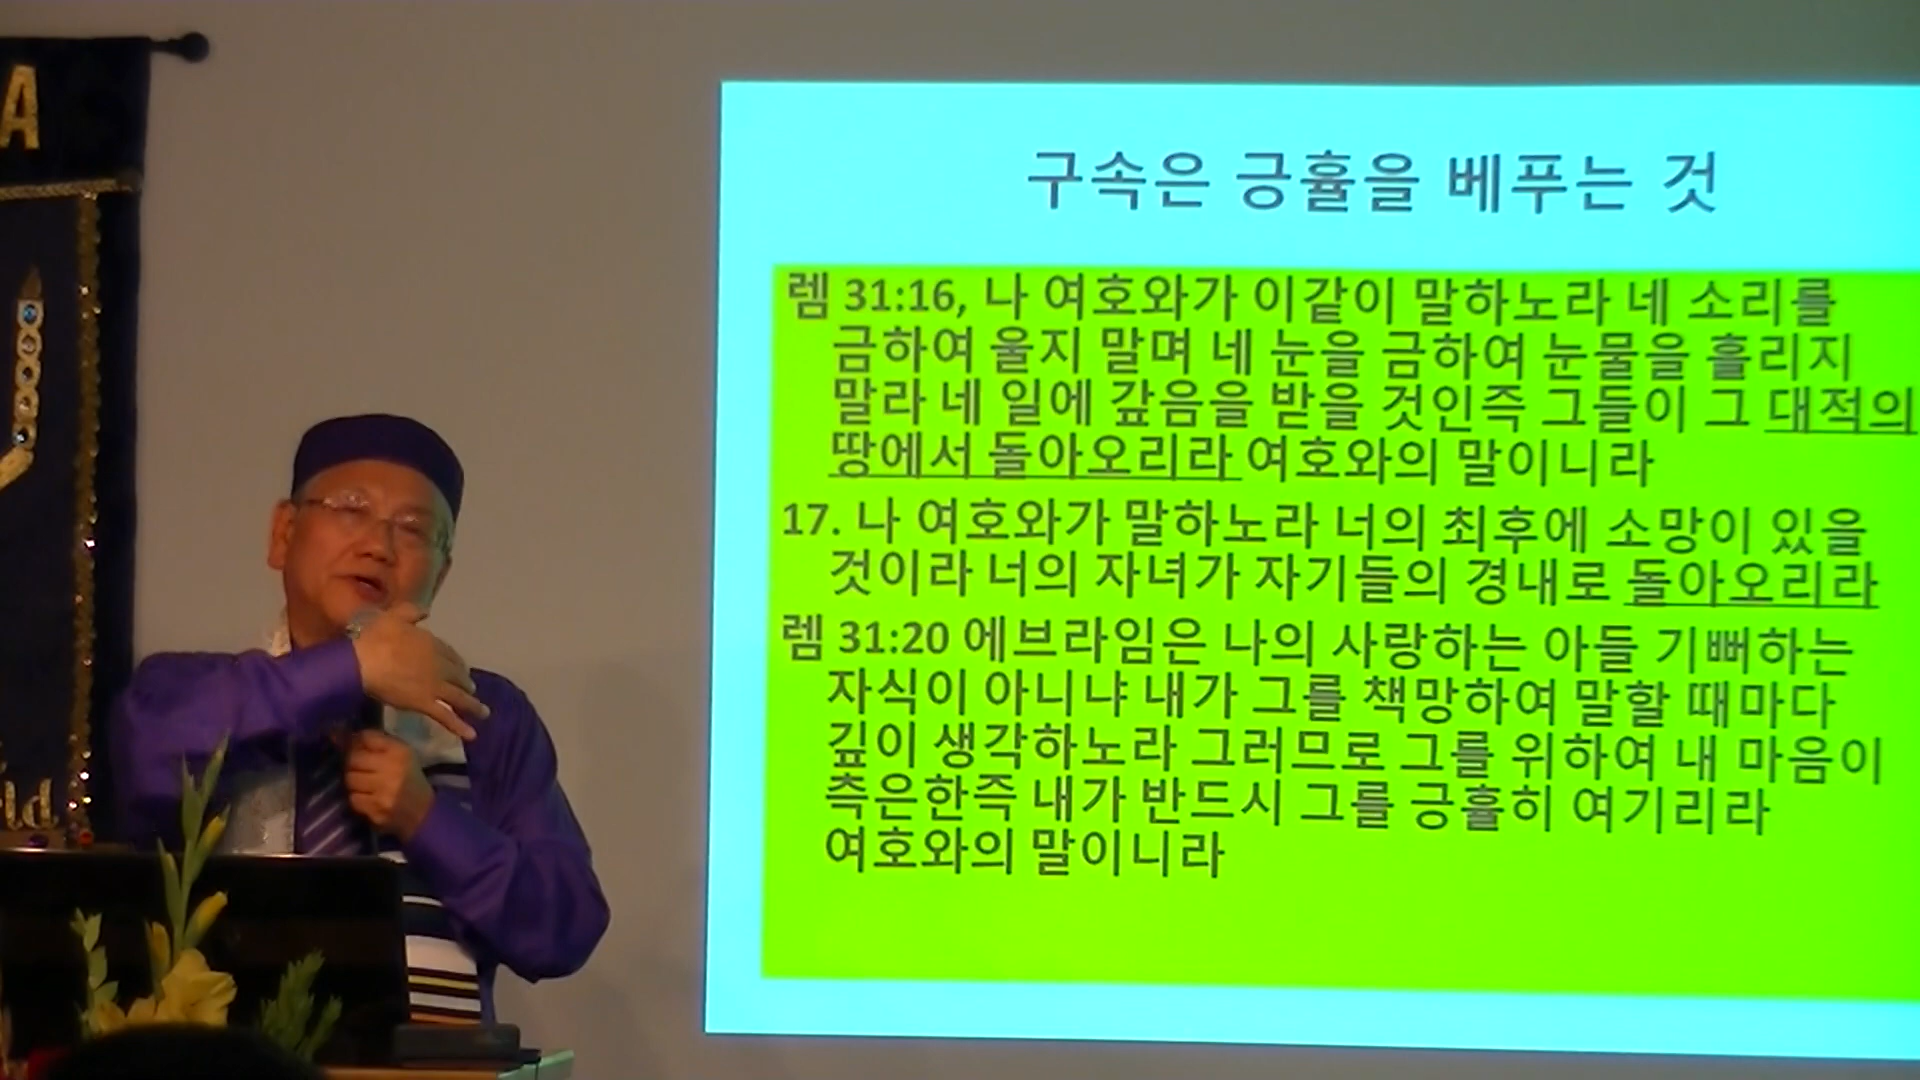 A
구속은 긍휼을 베푸는 것
렘 31:16, 나 여호와가 이같이 말하노라 네 소리를
금하여 울지 말며 네 눈을 금하여 눈물을 흘리지
말라 네 일에 갚음을 받을 것인즉 그들이 그 대적의
땅에서 돌아오리라 여호와의 말이니라
17. 나 여호와가 말하노라 너의 최후에 소망이 있을
것이라 너의 자녀가 자기들의 경내로 돌아오리라
렘 31:20 에브라임은 나의 사랑하는 아들 기뻐하는
자식이 아니냐 내가 그를 책망하여 말할 때마다
깊이 생각하노라 그러므로 그를 위하여 내 마음이
측은한즉 내가 반드시 그를 긍휼히 여기리라
여호와의 말이니라